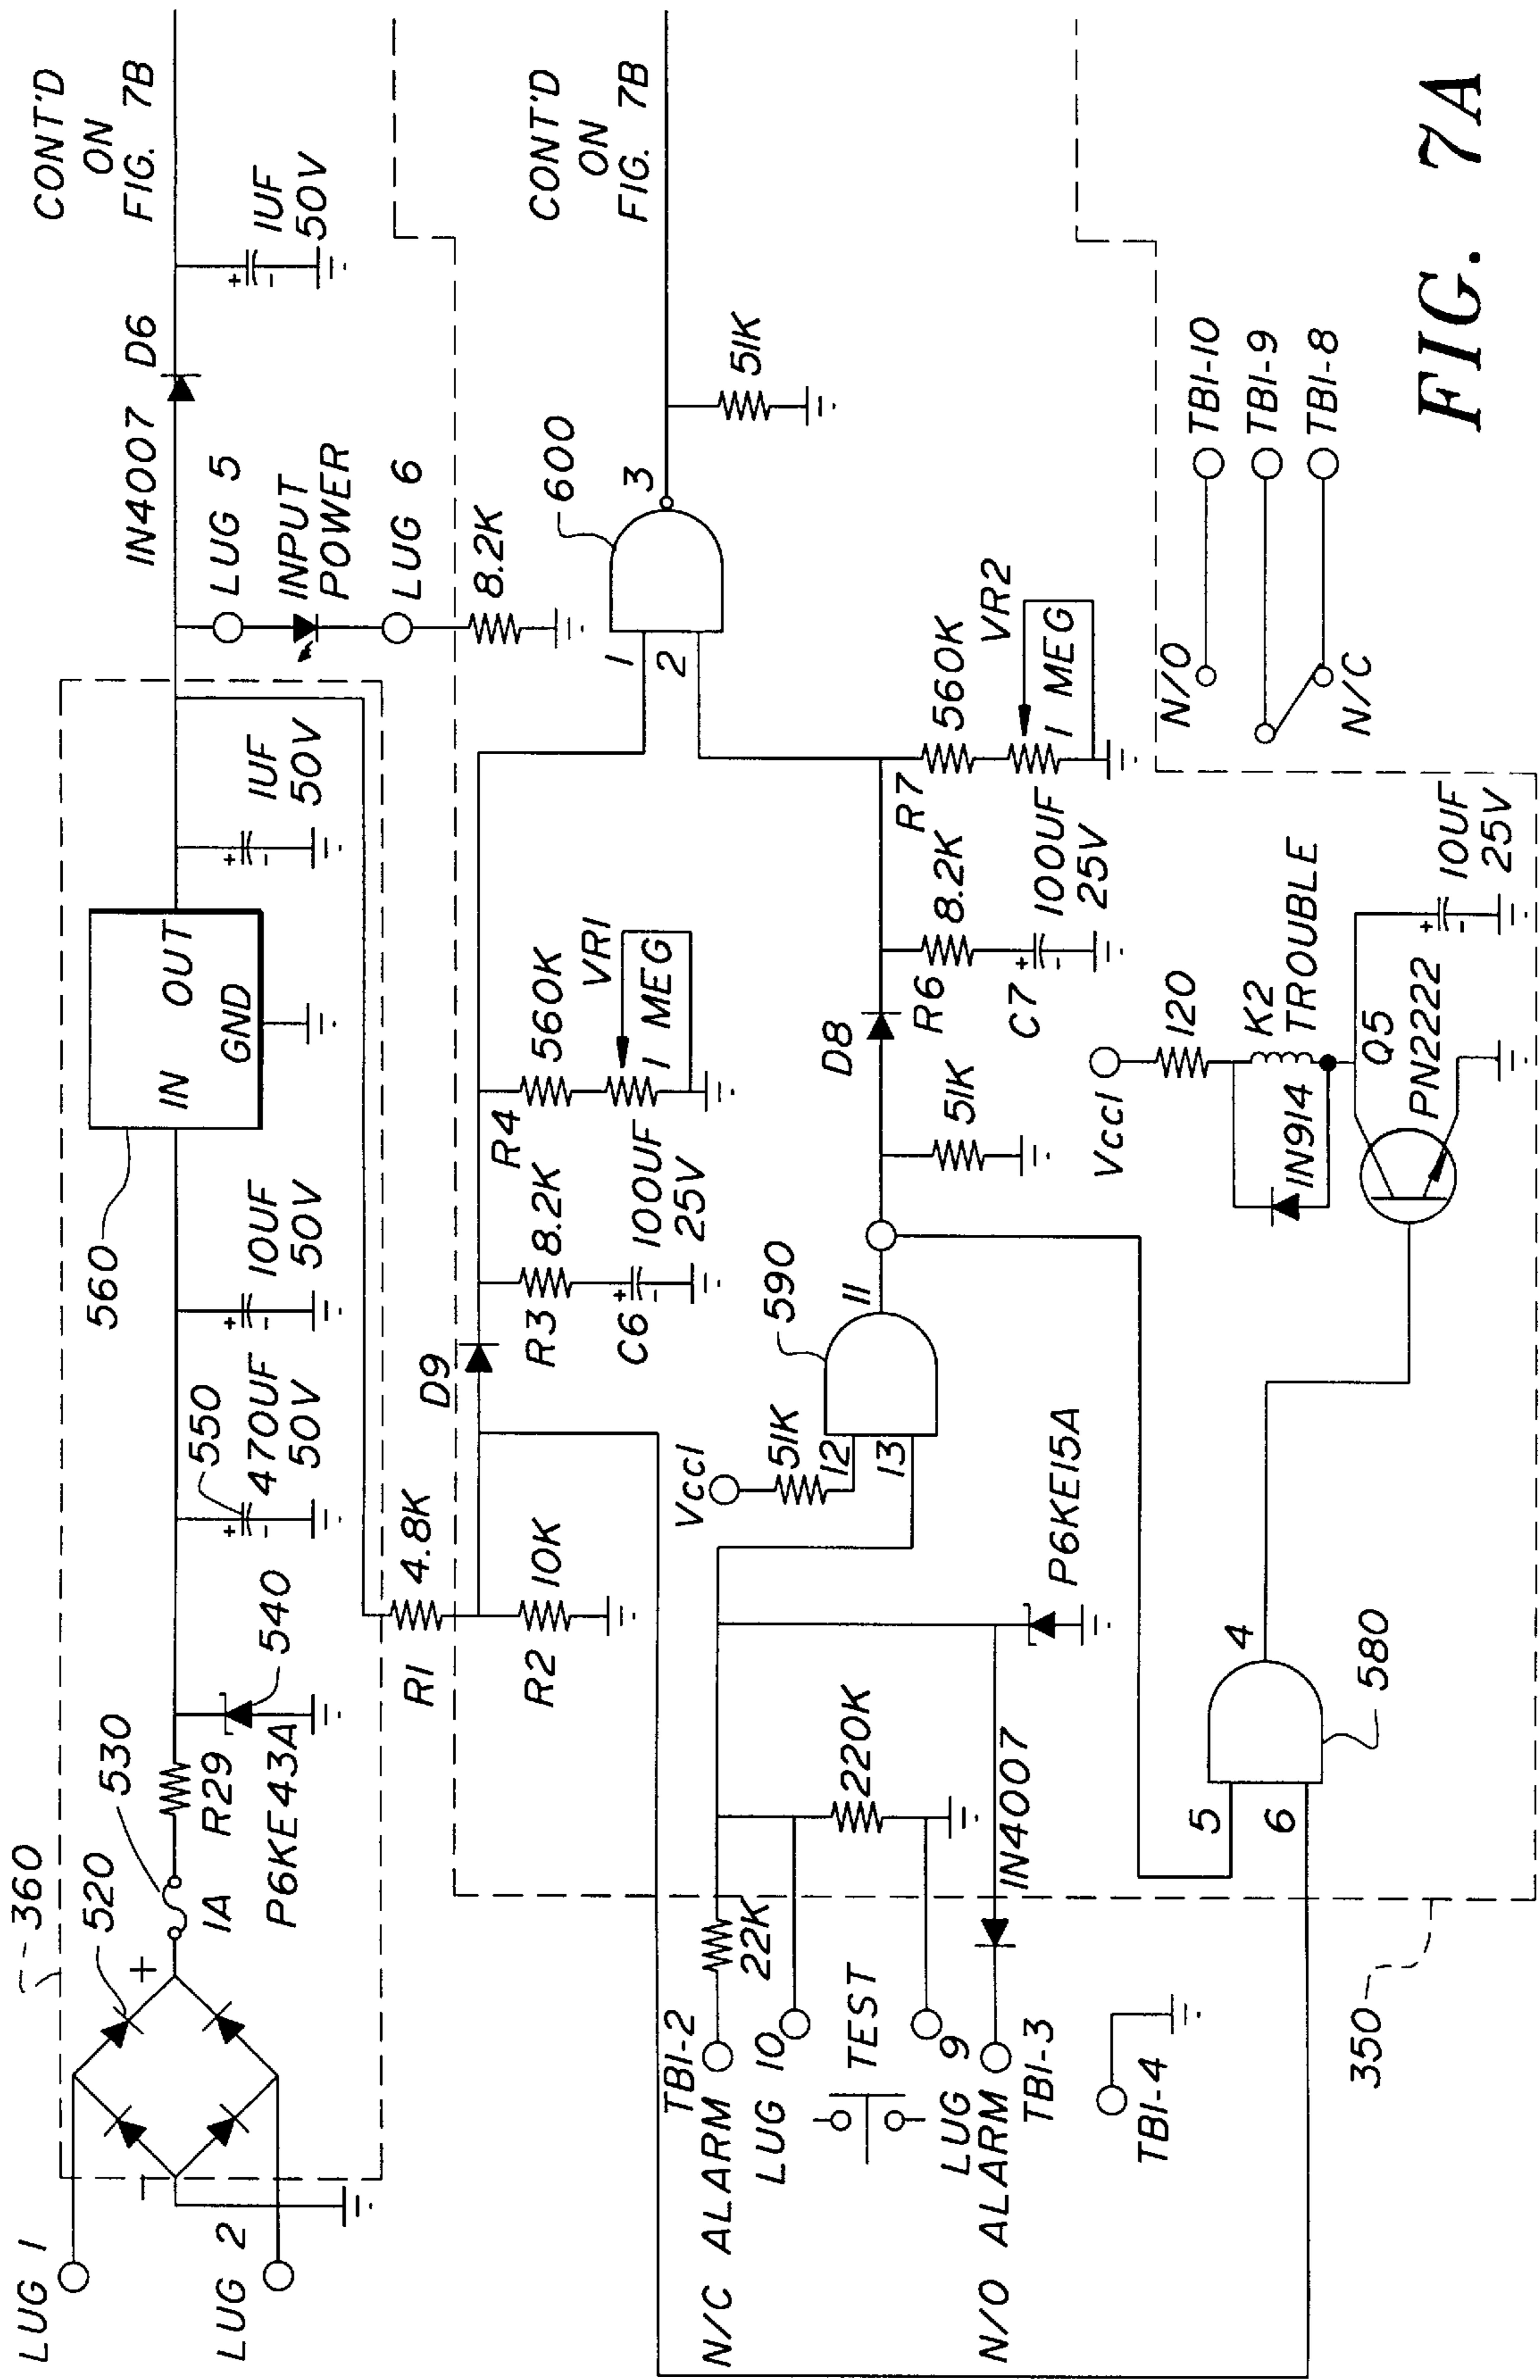 LUG 1
LUG 2
360
+
-
520
530
1A
R29
P6KE43A
540
550
470UF
50V
10UF
50V
560
IN
OUT
GND
1UF
50V
IN4007
D6
LUG 5
INPUT
POWER
LUG 6
8.2K
1UF
50V
CONT'D
ON
FIG. 7B
R1
4.8K
R2
10K
D9
R3
8.2K
C6
100UF
25V
R4
560K
VR1
1 MEG
1
2
3
600
51K
CONT'D
ON
FIG. 7B
N/C ALARM
TB1-2
22K
LUG 10
TEST
220K
LUG 9
N/O ALARM
TB1-3
IN4007
TB1-4
P6KE15A
Vcc1
51K
12
13
11
590
51K
D8
R6
8.2K
C7
100UF
25V
R7
560K
VR2
1 MEG
350
5
6
4
580
Vcc1
120
K2
TROUBLE
IN914
Q5
PN2222
10UF
25V
N/O
N/C
TB1-10
TB1-9
TB1-8
FIG. 7A